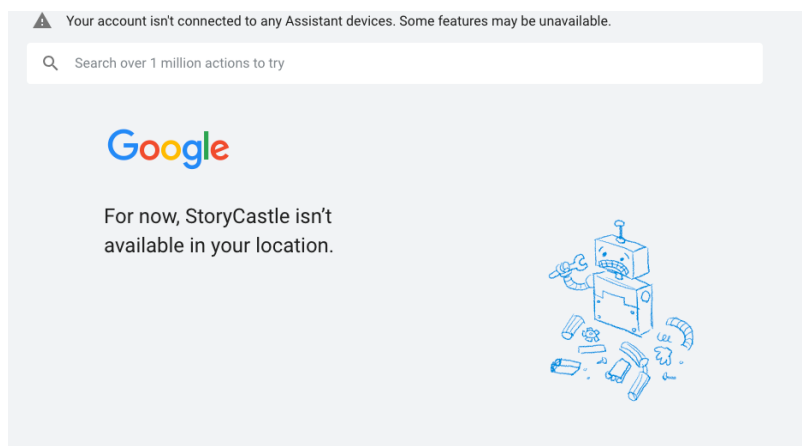 Your account isn't connected to any Assistant devices. Some features may be unavailable.
Search over 1 million actions to try
Google
For now, StoryCastle isn’t
available in your location.